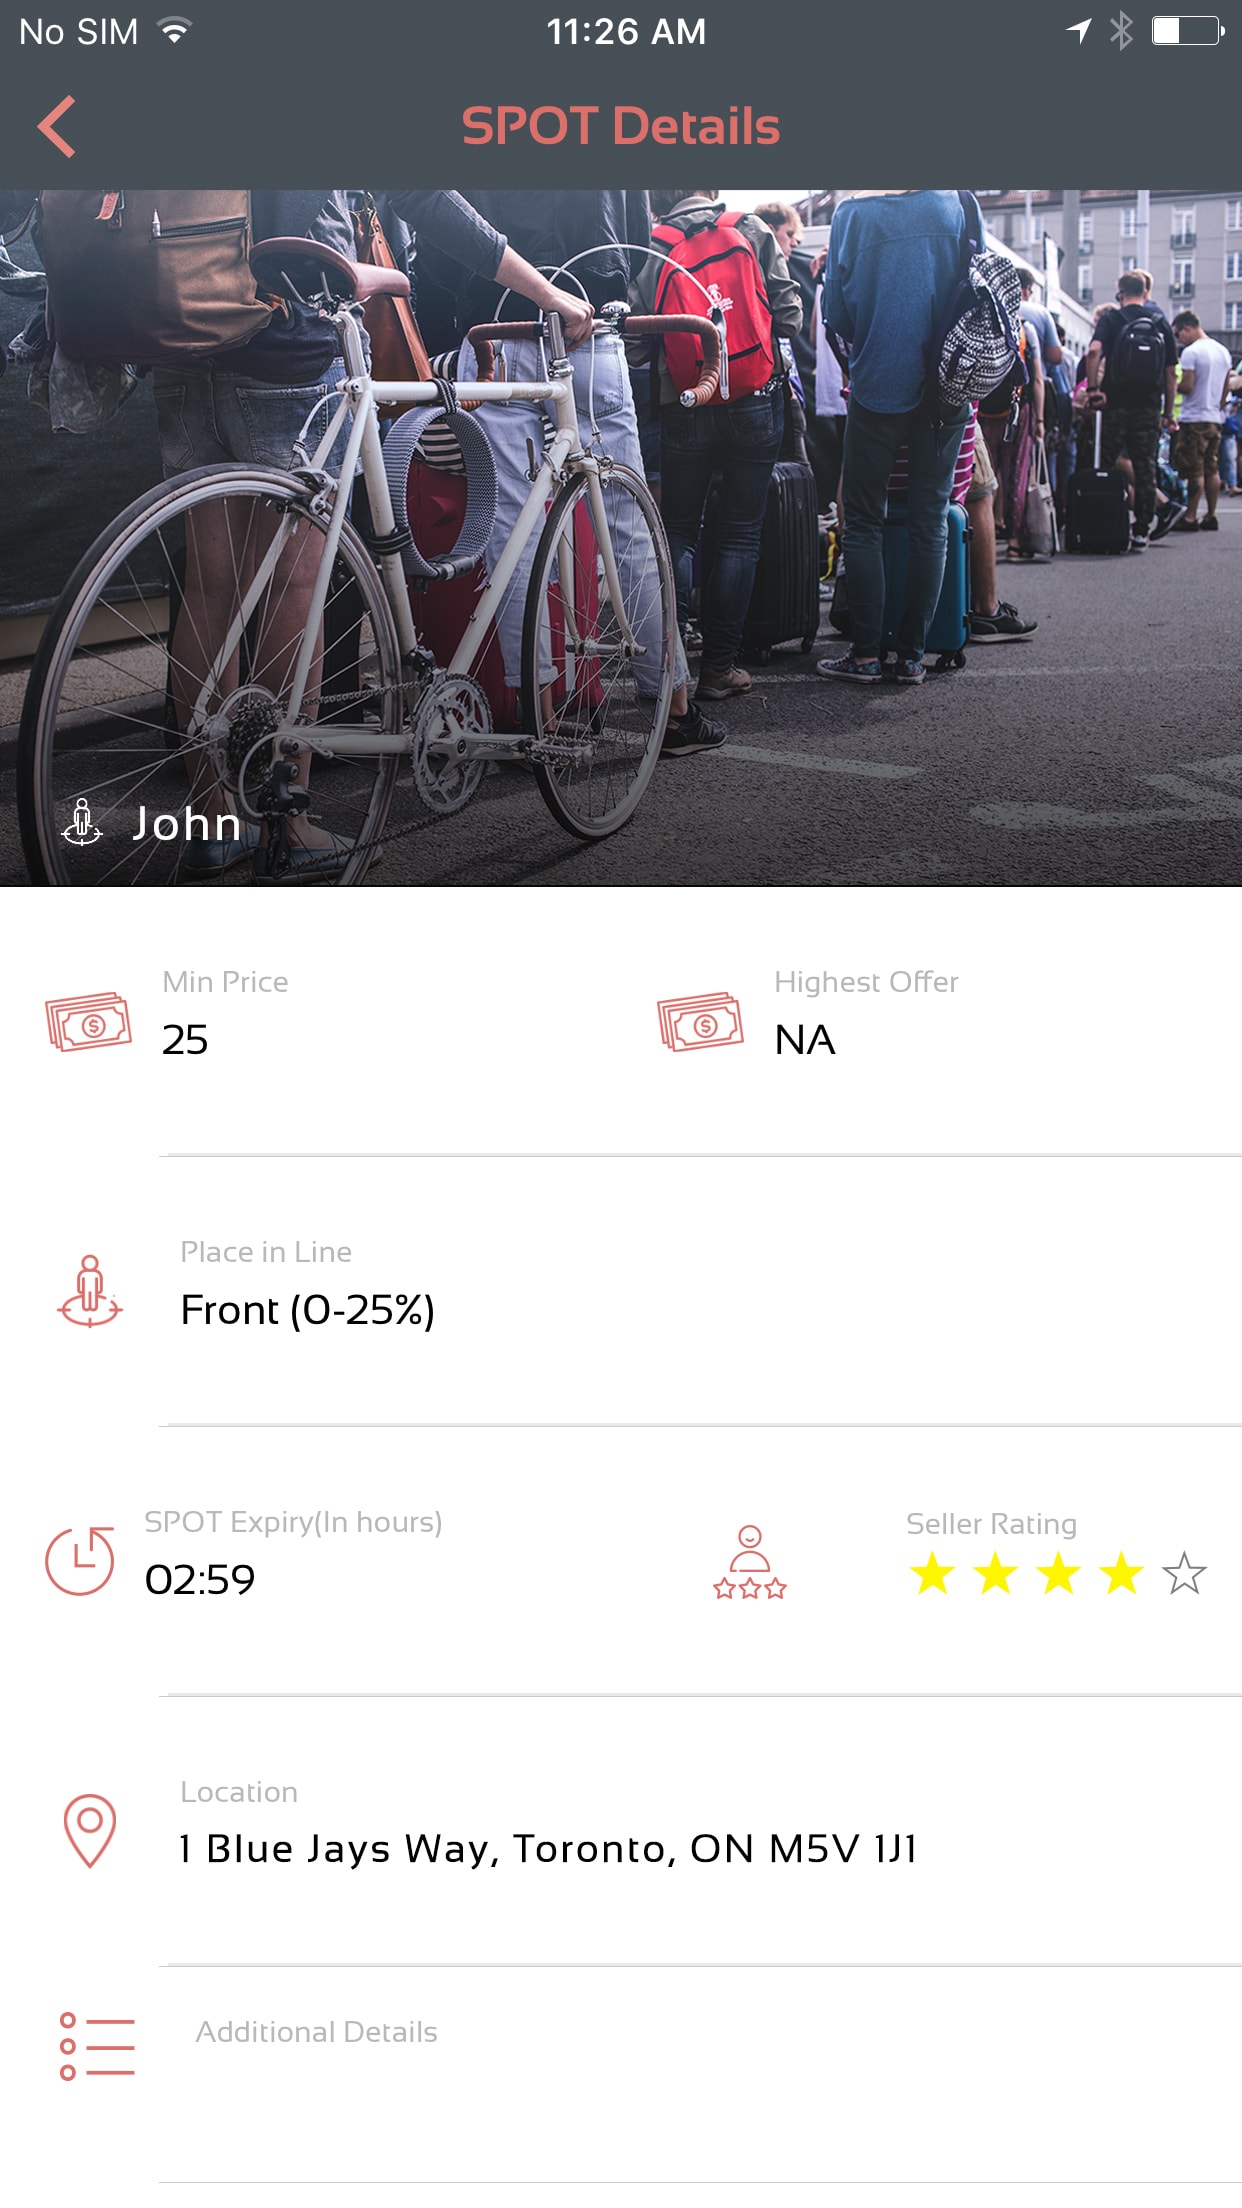 No SIM 11:26 AM
SPOT Details
John
Min Price
25
Highest Offer
NA
Place in Line
Front (0-25%)
SPOT Expiry(In hours)
02:59
Seller Rating
Location
1 Blue Jays Way, Toronto, ON M5V 1J1
Additional Details